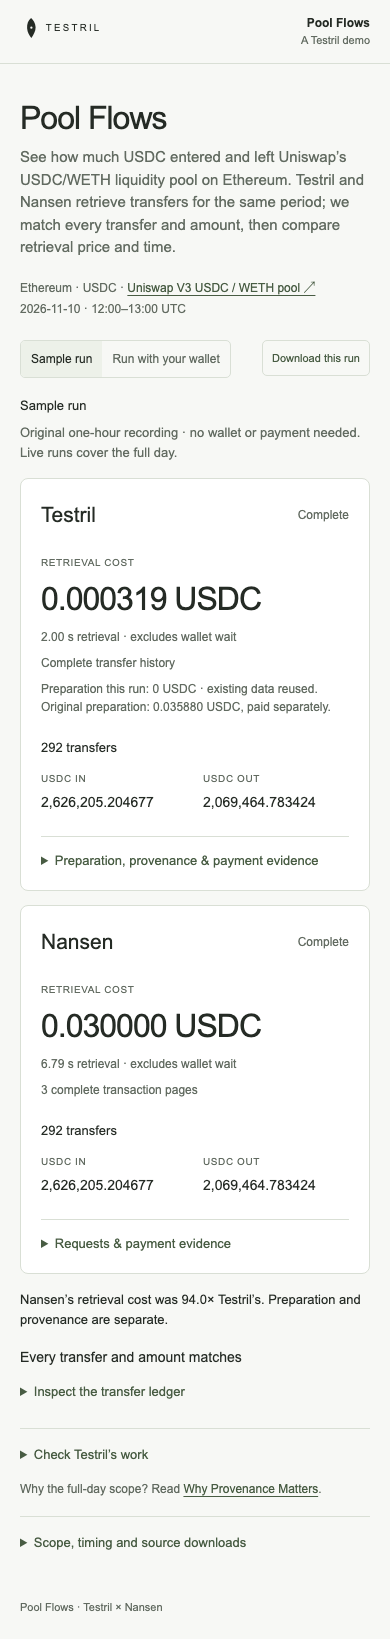 TESTRIL
Pool Flows
A Testril demo
Pool Flows
See how much USDC entered and left Uniswap's
USDC/WETH liquidity pool on Ethereum. Testril and
Nansen retrieve transfers for the same period; we
match every transfer and amount, then compare
retrieval price and time.
Ethereum · USDC · Uniswap V3 USDC / WETH pool ↗
2026-11-10 · 12:00–13:00 UTC
Sample run
Run with your wallet
Download this run
Sample run
Original one-hour recording · no wallet or payment needed.
Live runs cover the full day.
Testril
Complete
RETRIEVAL COST
0.000319 USDC
2.00 s retrieval · excludes wallet wait
Complete transfer history
Preparation this run: 0 USDC · existing data reused.
Original preparation: 0.035880 USDC, paid separately.
292 transfers
USDC IN
USDC OUT
2,626,205.204677
2,069,464.783424
▶ Preparation, provenance & payment evidence
Nansen
Complete
RETRIEVAL COST
0.030000 USDC
6.79 s retrieval · excludes wallet wait
3 complete transaction pages
292 transfers
USDC IN
USDC OUT
2,626,205.204677
2,069,464.783424
▶ Requests & payment evidence
Nansen's retrieval cost was 94.0× Testril's. Preparation and
provenance are separate.
Every transfer and amount matches
▶ Inspect the transfer ledger
▶ Check Testril's work
Why the full-day scope? Read Why Provenance Matters.
▶ Scope, timing and source downloads
Pool Flows · Testril × Nansen